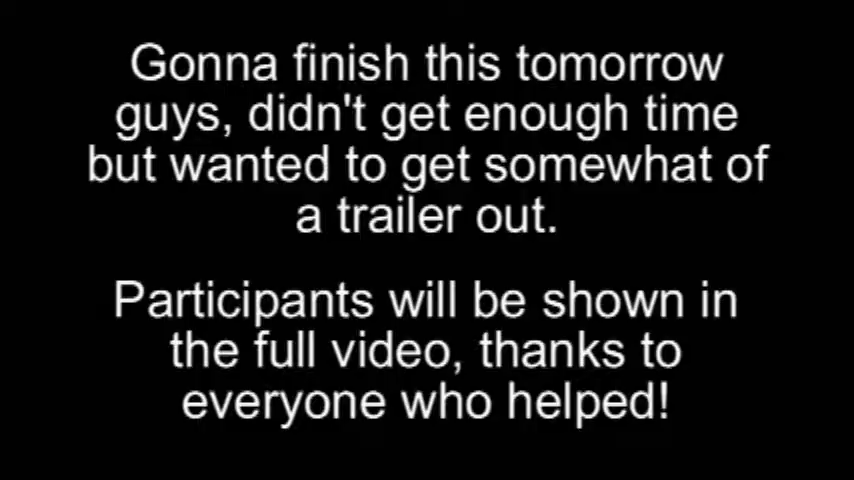 Gonna finish this tomorrow
guys, didn't get enough time
but wanted to get somewhat of
a trailer out.
Participants will be shown in
the full video, thanks to
everyone who helped!